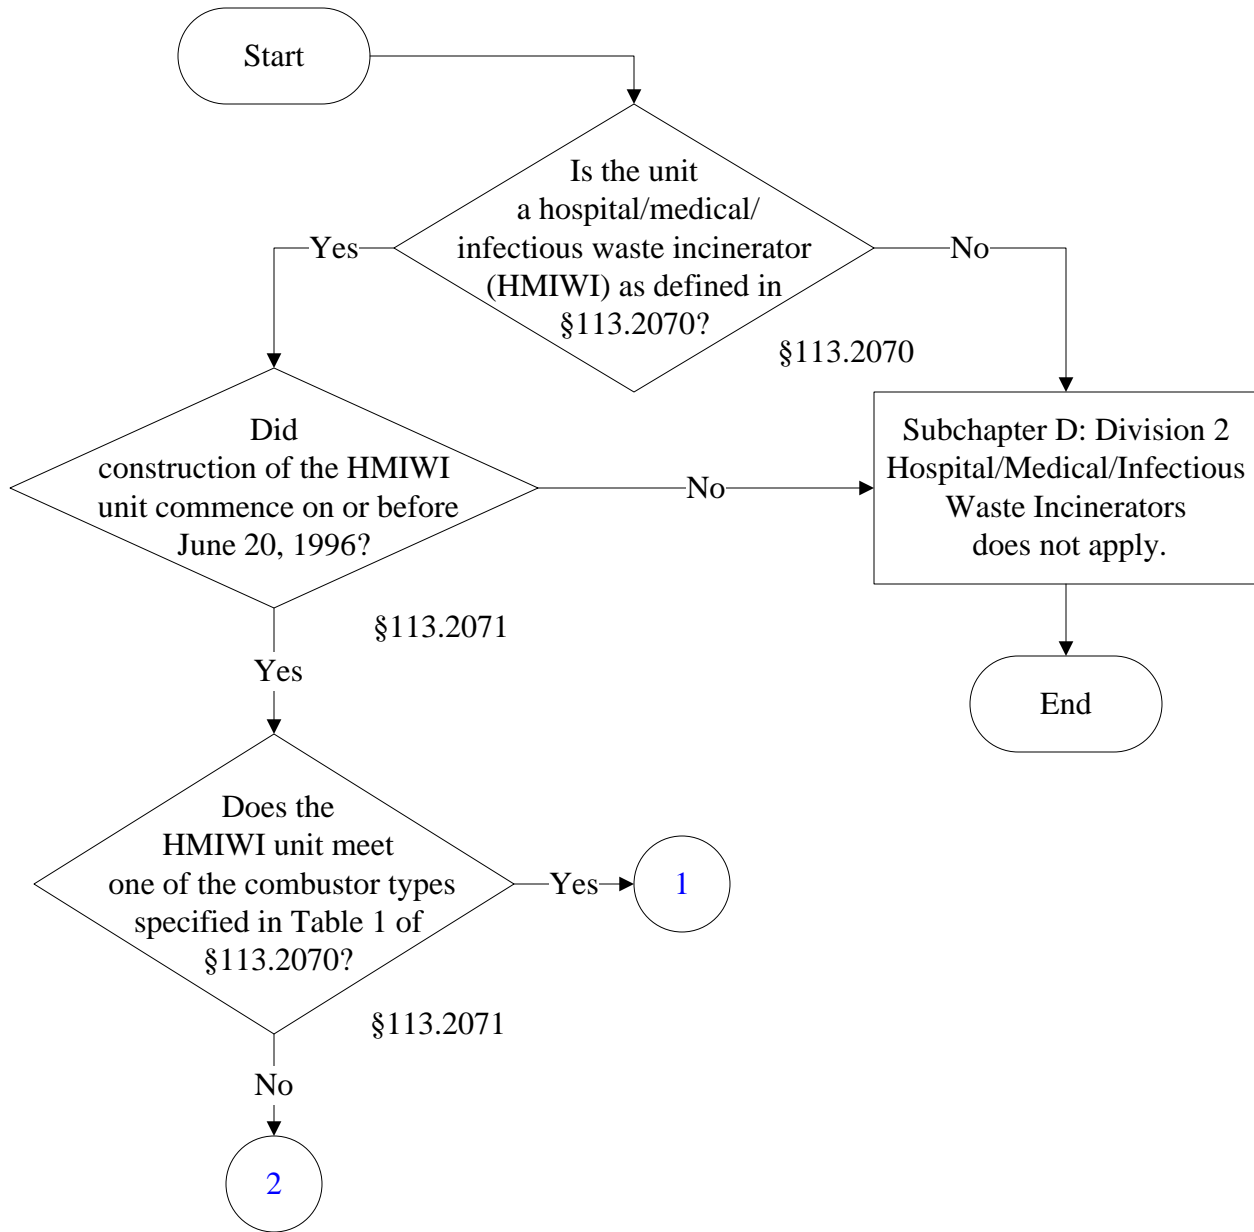 Start
Is the unit
a hospital/medical/
infectious waste incinerator
(HMIWI) as defined in
§113.2070?
Yes
No
§113.2070
Did
construction of the HMIWI
unit commence on or before
June 20, 1996?
No
Subchapter D: Division 2
Hospital/Medical/Infectious
Waste Incinerators
does not apply.
§113.2071
Yes
End
Does the
HMIWI unit meet
one of the combustor types
specified in Table 1 of
§113.2070?
Yes
1
§113.2071
No
2